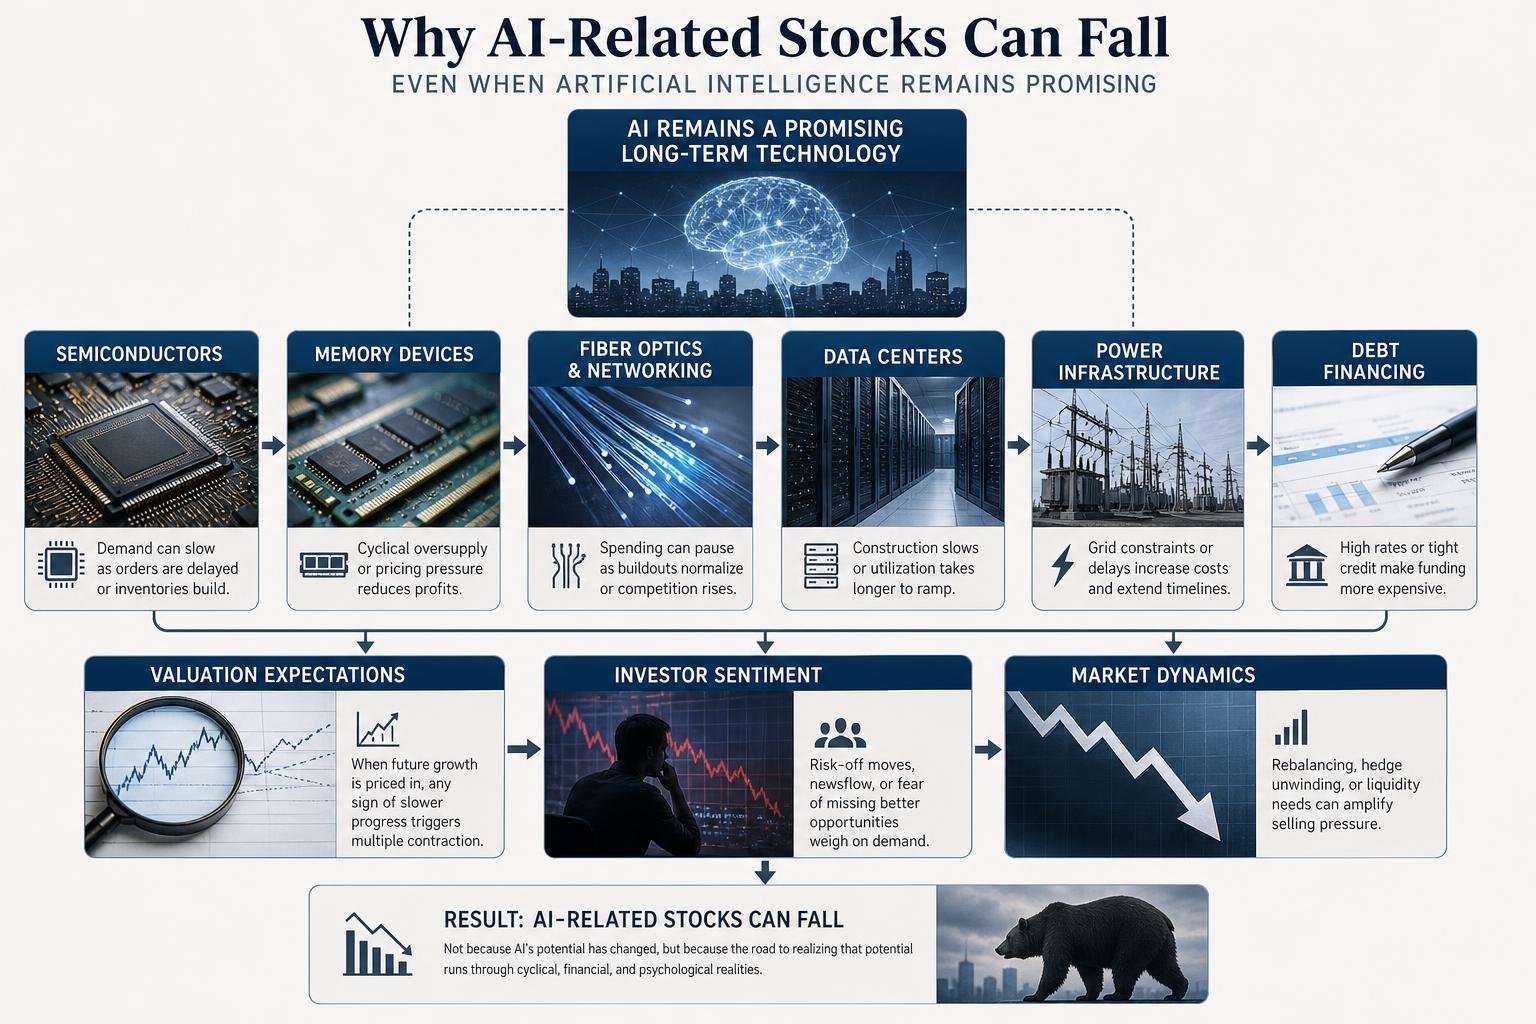 Why AI-Related Stocks Can Fall
EVEN WHEN ARTIFICIAL INTELLIGENCE REMAINS PROMISING
AI REMAINS A PROMISING
LONG-TERM TECHNOLOGY
SEMICONDUCTORS
Demand can slow
as orders are delayed
or inventories build.
MEMORY DEVICES
Cyclical oversupply
or pricing pressure
reduces profits.
FIBER OPTICS
& NETWORKING
Spending can pause
as buildouts normalize
or competition rises.
DATA CENTERS
Construction slows
or utilization takes
longer to ramp.
POWER
INFRASTRUCTURE
Grid constraints or
delays increase costs
and extend timelines.
DEBT
FINANCING
High rates or tight
credit make funding
more expensive.
VALUATION EXPECTATIONS
When future growth
is priced in, any
sign of slower
progress triggers
multiple contraction.
INVESTOR SENTIMENT
Risk-off moves,
newsflow, or fear
of missing better
opportunities
weigh on demand.
MARKET DYNAMICS
Rebalancing, hedge
unwinding, or liquidity
needs can amplify
selling pressure.
RESULT: AI-RELATED STOCKS CAN FALL
Not because AI's potential has changed, but because the road to realizing that potential
runs through cyclical, financial, and psychological realities.